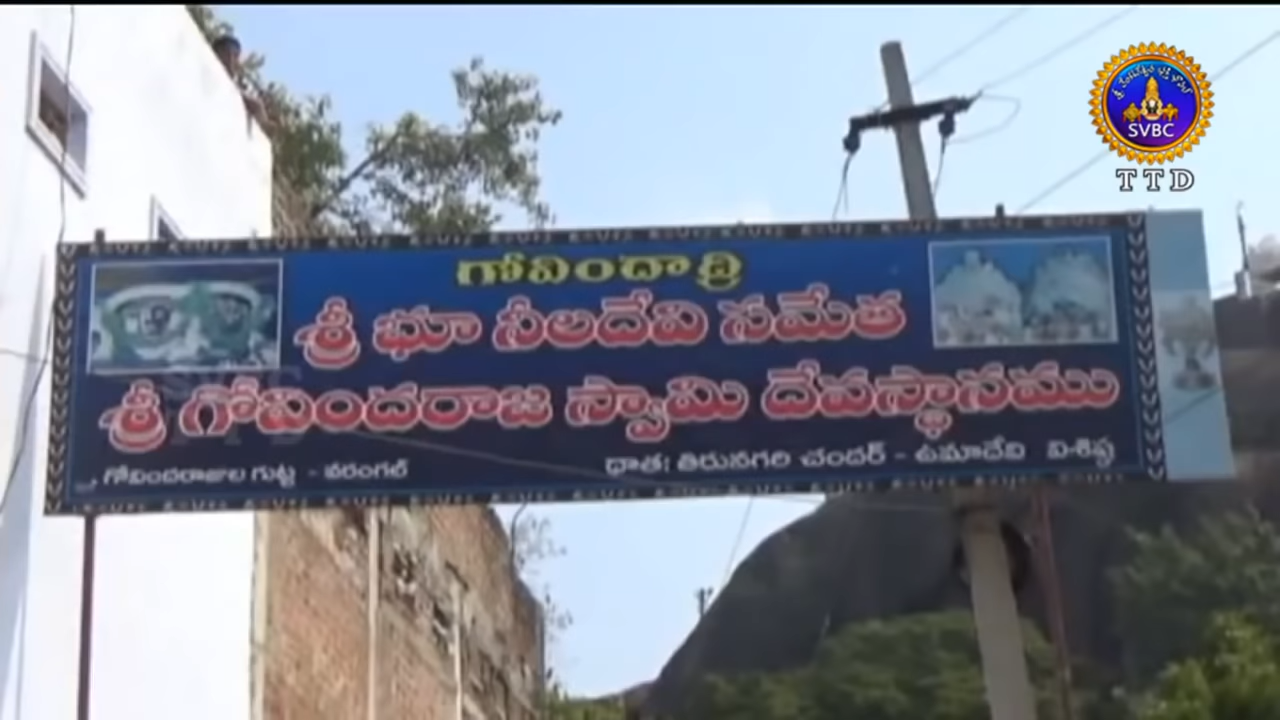 గోవిందాద్రి
శ్రీ భూ నీలదేవి సమేత
శ్రీ గోవిందరాజ స్వామి దేవస్థానము
గోవిందరాజుల గుట్ట - వరంగల్
ధాత: తిరునగరి చందర్ - ఉమాదేవి
SVBC
TTD